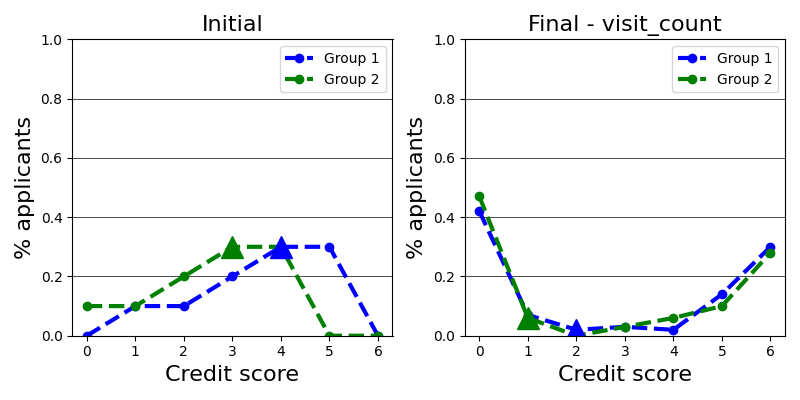 Initial
Final - visit_count
1.0
0.8
0.6
0.4
0.2
0.0
% applicants
Group 1
Group 2
0 1 2 3 4 5 6
Credit score
1.0
0.8
0.6
0.4
0.2
0.0
% applicants
Group 1
Group 2
0 1 2 3 4 5 6
Credit score